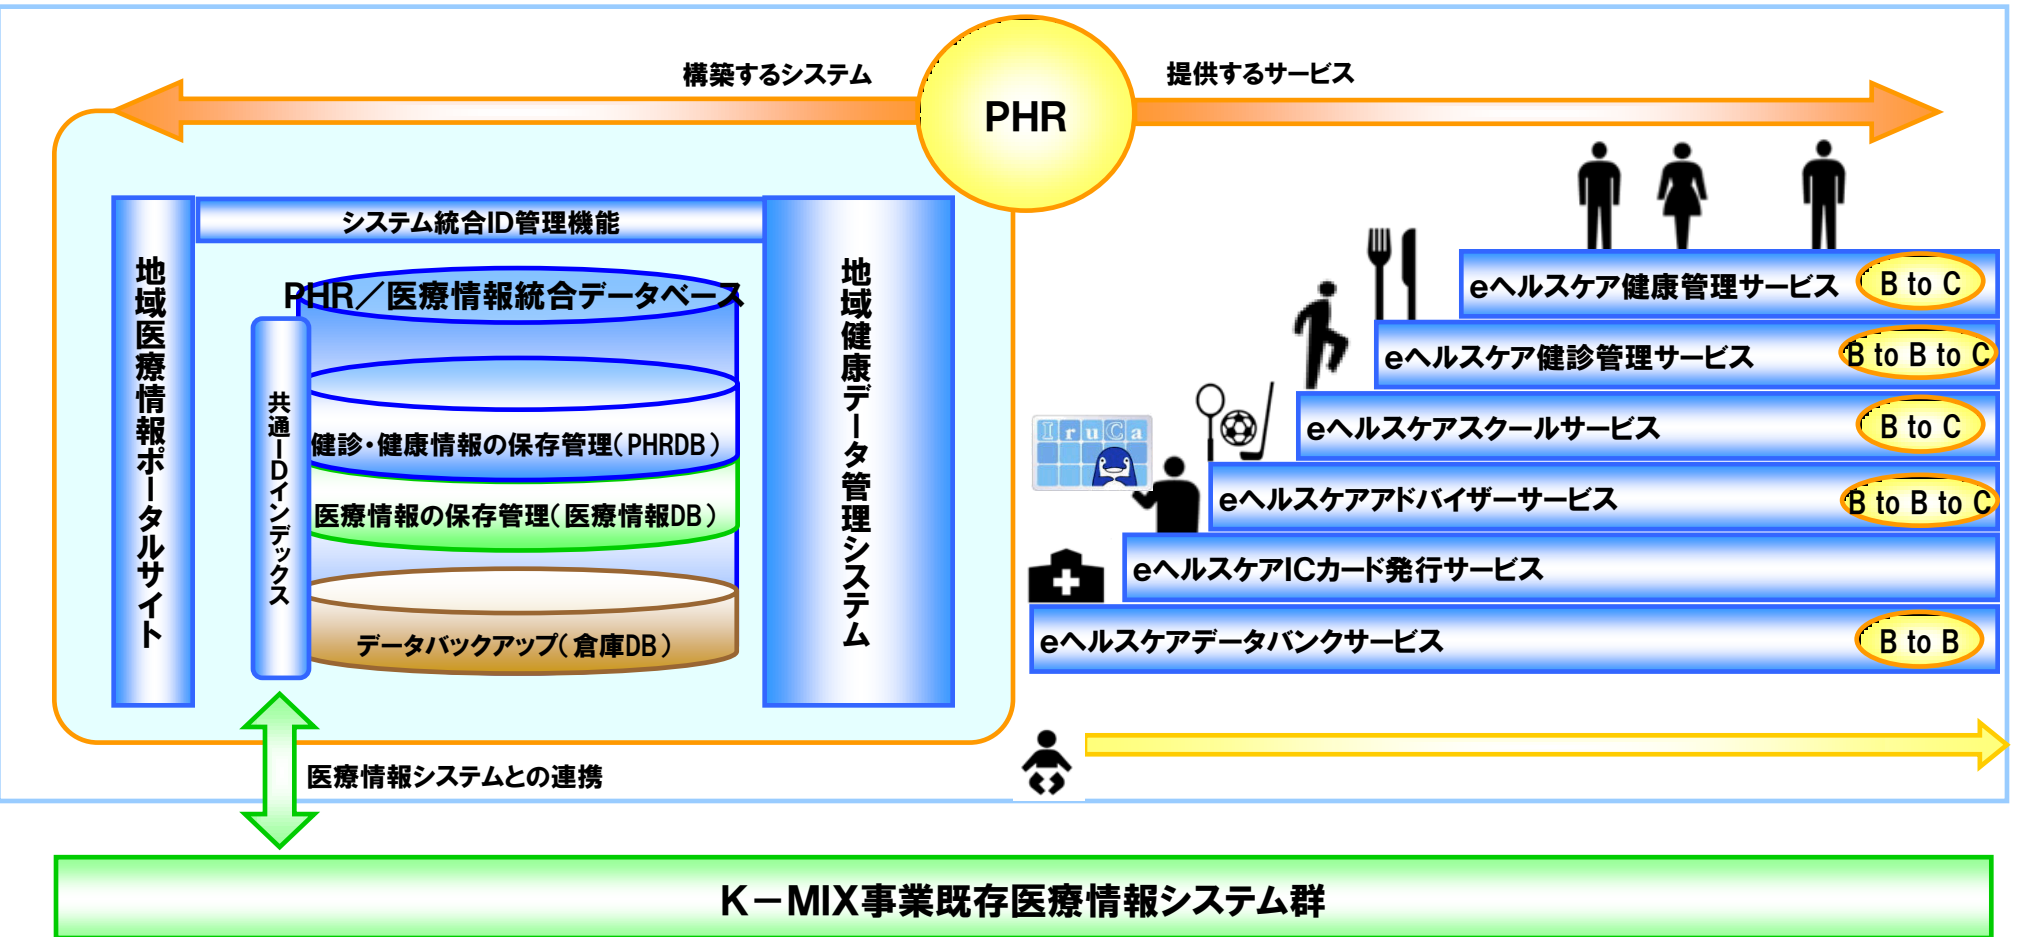 構築するシステム
提供するサービス
PHR
システム統合ID管理機能
地域医療情報ポータルサイト
PHR／医療情報統合データベース
共通IDインデックス
健診・健康情報の保存管理（PHRDB）
医療情報の保存管理（医療情報DB）
データバックアップ（倉庫DB）
地域健康データ管理システム
eヘルスケア健康管理サービス
B to C
eヘルスケア健診管理サービス
B to B to C
eヘルスケアスクールサービス
B to C
IruCa
eヘルスケアアドバイザーサービス
B to B to C
eヘルスケアICカード発行サービス
eヘルスケアデータバンクサービス
B to B
医療情報システムとの連携
K－MIX事業既存医療情報システム群